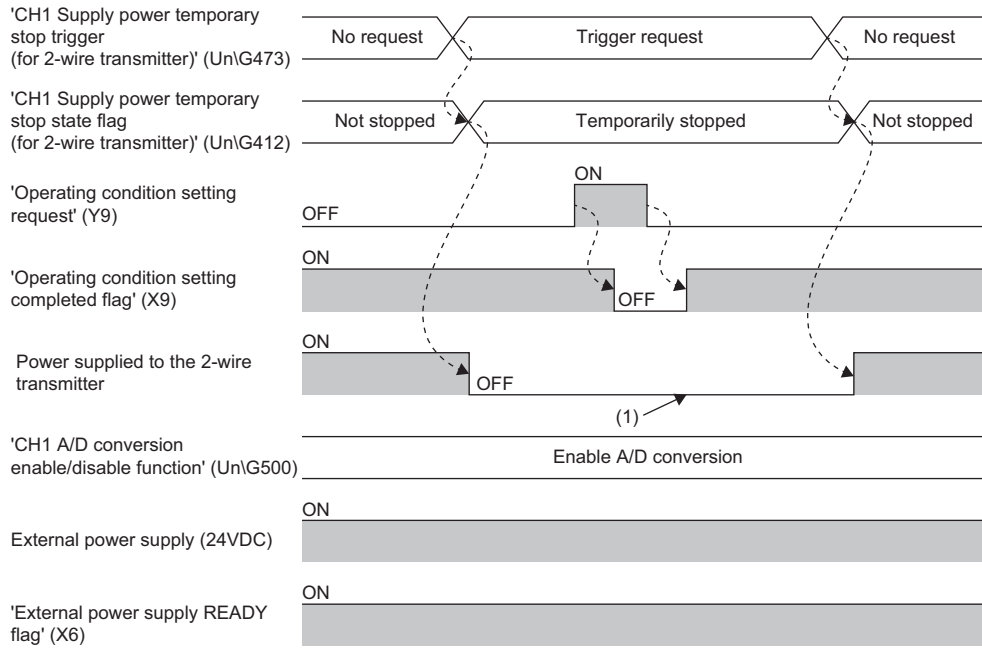 'CH1 Supply power temporary
stop trigger
(for 2-wire transmitter)' (Un\G473)
No request
Trigger request
No request
'CH1 Supply power temporary
stop state flag
(for 2-wire transmitter)' (Un\G412)
Not stopped
Temporarily stopped
Not stopped
'Operating condition setting
request' (Y9)
OFF
ON
'Operating condition setting
completed flag' (X9)
ON
OFF
Power supplied to the 2-wire
transmitter
ON
OFF
(1)
'CH1 A/D conversion
enable/disable function' (Un\G500)
Enable A/D conversion
External power supply (24VDC)
ON
'External power supply READY
flag' (X6)
ON